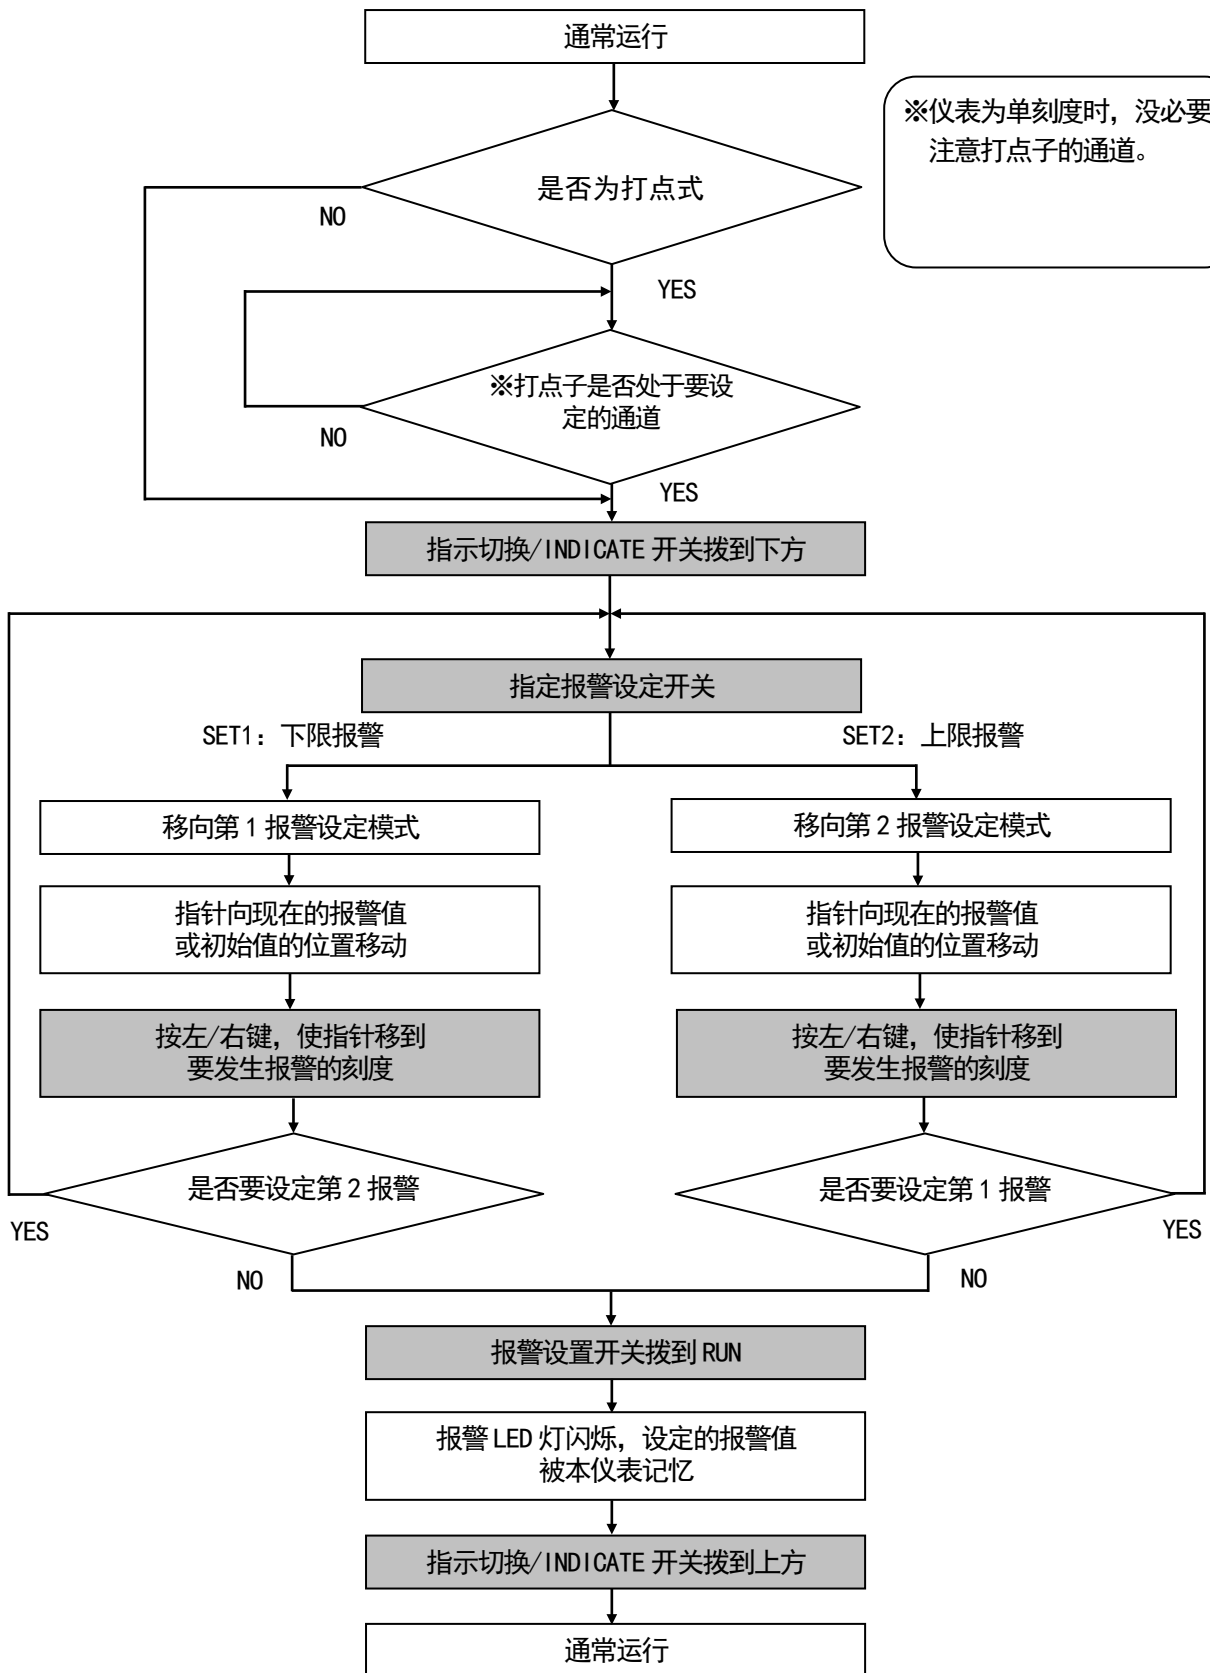 通常运行
※仪表为单刻度时，没必要
注意打点子的通道。
是否为打点式
NO
YES
※打点子是否处于要设
定的通道
NO
YES
指示切换/INDICATE 开关拨到下方
指定报警设定开关
SET1：下限报警
SET2：上限报警
移向第 1 报警设定模式
移向第 2 报警设定模式
指针向现在的报警值
或初始值的位置移动
指针向现在的报警值
或初始值的位置移动
按左/右键，使指针移到
要发生报警的刻度
按左/右键，使指针移到
要发生报警的刻度
是否要设定第 2 报警
是否要设定第 1 报警
YES
YES
NO
NO
报警设置开关拨到 RUN
报警 LED 灯闪烁，设定的报警值
被本仪表记忆
指示切换/INDICATE 开关拨到上方
通常运行